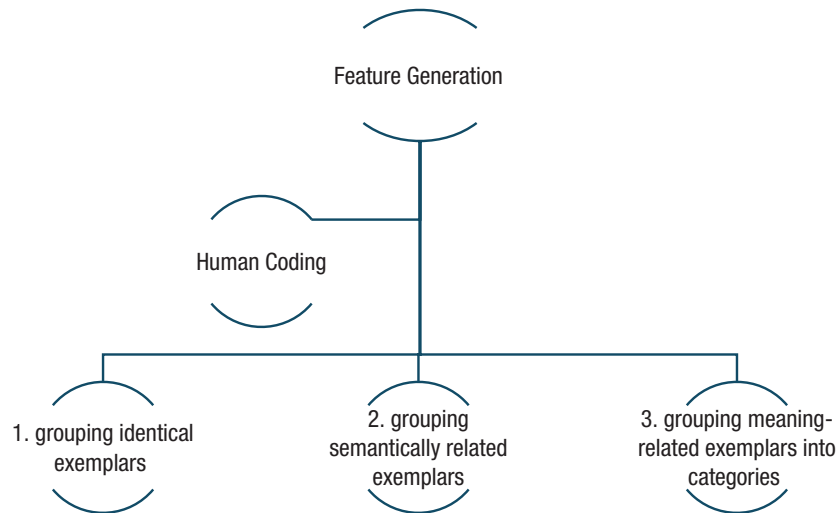 Feature Generation
Human Coding
1. grouping identical
exemplars
2. grouping
semantically related
exemplars
3. grouping meaning-
related exemplars into
categories